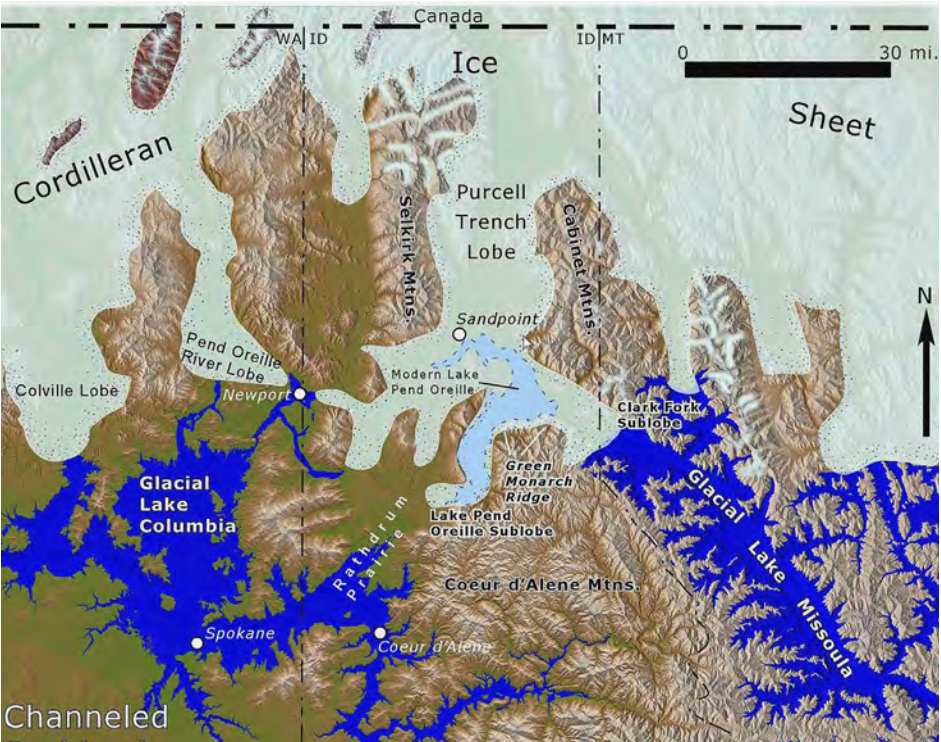 Canada
WA ID
ID MT
0 30 mi.
Ice
Sheet
Cordilleran
Purcell
Trench
Lobe
Selkirk Mtns.
Cabinet Mtns.
N
Sandpoint
Pend Oreille
River Lobe
Modern Lake
Pend Oreille
Colville Lobe
Newport
Clark Fork
Sublobe
Green
Monarch
Ridge
Glacial
Lake
Columbia
Glacial
Lake
Missoula
Rathdrum
Prairie
Lake Pend
Oreille Sublobe
Coeur d'Alene Mtns.
Spokane
Coeur d'Alene
Channeled